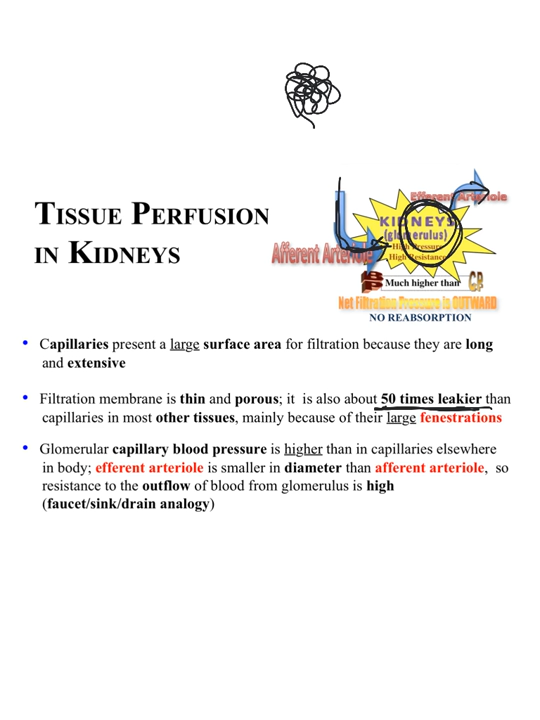 TISSUE PERFUSION
IN KIDNEYS
Efferent Arteriole
KIDNEYS
(glomerulus)
High Pressure
High Resistance
Afferent Arteriole
Much higher than
Net Filtration Pressure is OUTWARD
NO REABSORPTION
• Capillaries present a large surface area for filtration because they are long
and extensive
• Filtration membrane is thin and porous; it is also about 50 times leakier than
capillaries in most other tissues, mainly because of their large fenestrations
• Glomerular capillary blood pressure is higher than in capillaries elsewhere
in body; efferent arteriole is smaller in diameter than afferent arteriole, so
resistance to the outflow of blood from glomerulus is high
(faucet/sink/drain analogy)